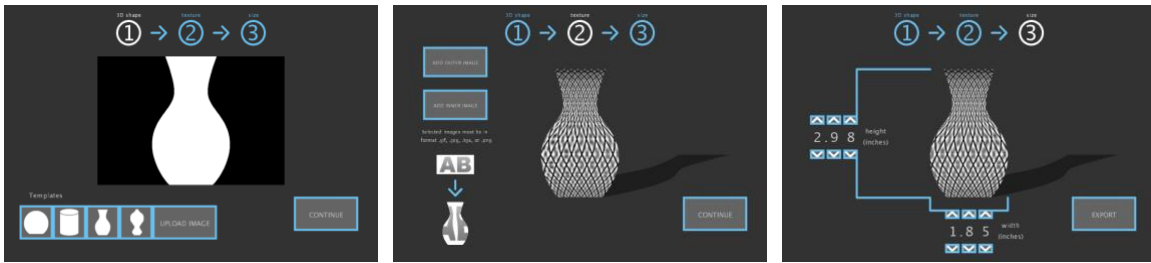 3D shape texture size
1 → 2 → 3
Templates
UPLOAD IMAGE
CONTINUE
3D shape texture size
1 → 2 → 3
ADD OUTER IMAGE
ADD INNER IMAGE
Selected images must be in
format .gif, .jpg, .tga, or .png
AB
CONTINUE
3D shape texture size
1 → 2 → 3
2.98 height
(inches)
1.85 width
(inches)
EXPORT